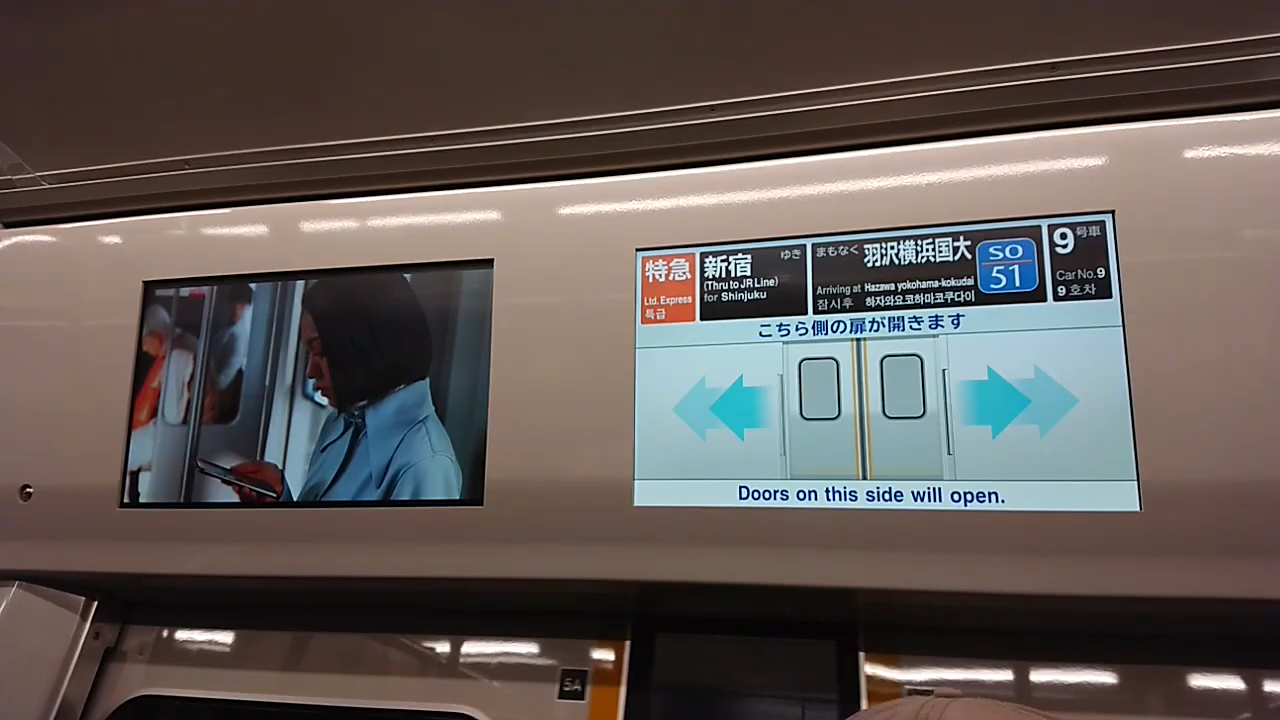 特急
Ltd. Express
특급
新宿 ゆき
(Thru to JR Line)
for Shinjuku
まもなく 羽沢横浜国大
Arriving at Hazawa yokohama-kokudai
잠시후 하자와요코하마코쿠다이
SO
51
9号車
Car No.9
9 호차
こちら側の扉が開きます
Doors on this side will open.
5A